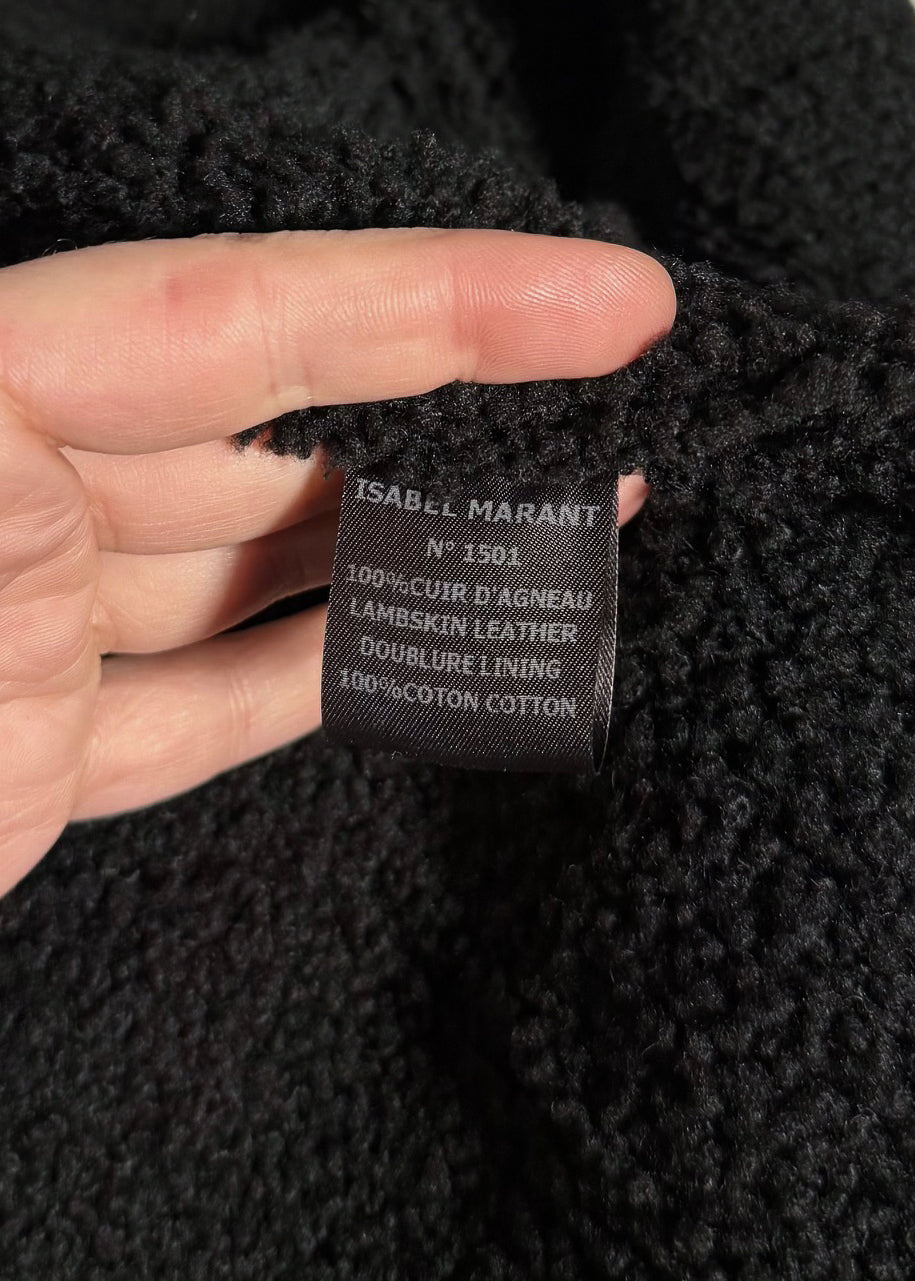 ISABEL MARANT
N° 1501
100%CUIR D'AGNEAU
LAMBSKIN LEATHER
DOUBLURE LINING
100%COTON COTTON